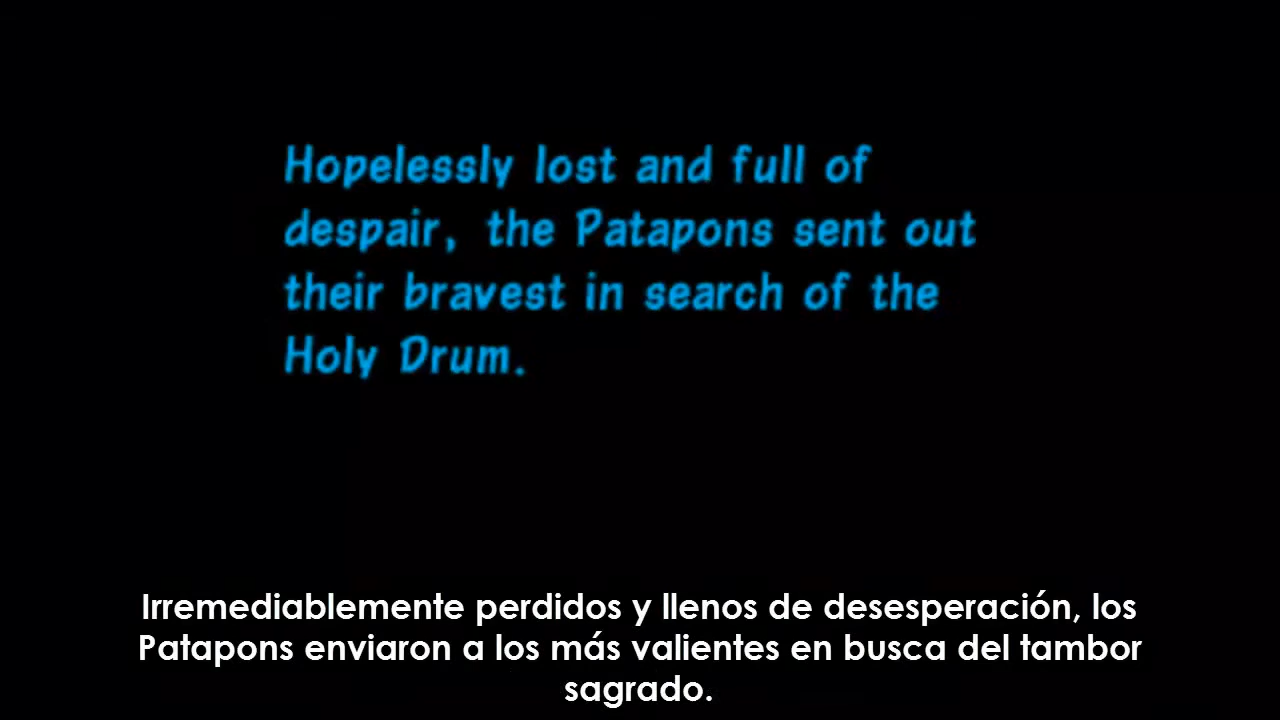 Hopelessly lost and full of
despair, the Patapons sent out
their bravest in search of the
Holy Drum.
Irremediablemente perdidos y llenos de desesperación, los
Patapons enviaron a los más valientes en busca del tambor
sagrado.